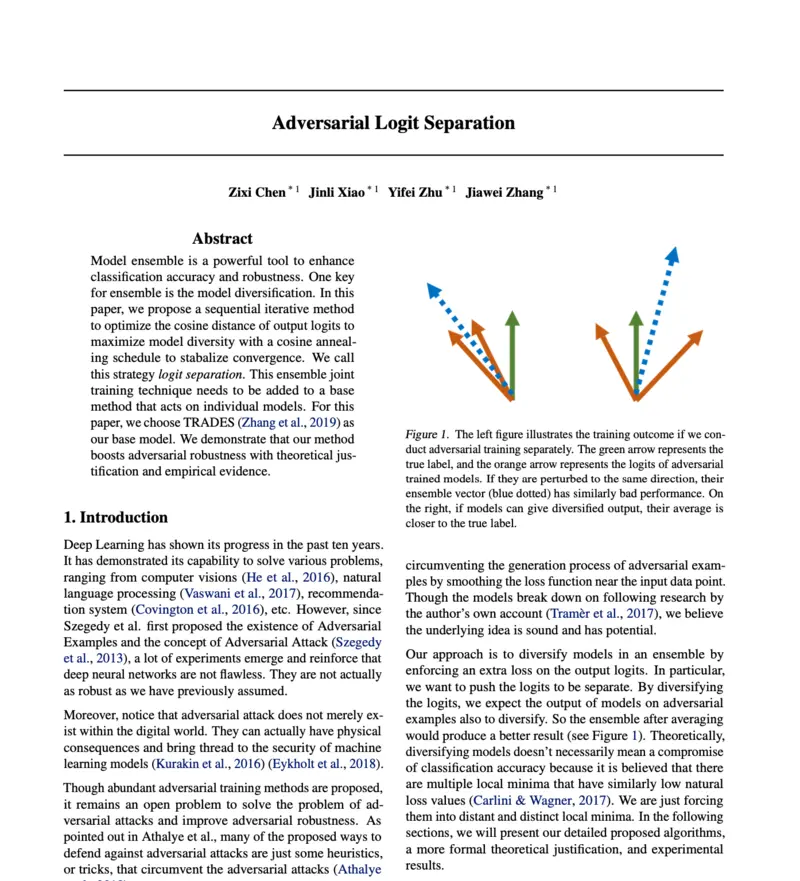 Adversarial Logit Separation
Zixi Chen * 1 Jinli Xiao * 1 Yifei Zhu * 1 Jiawei Zhang * 1
Abstract
Model ensemble is a powerful tool to enhance
classification accuracy and robustness. One key
for ensemble is the model diversification. In this
paper, we propose a sequential iterative method
to optimize the cosine distance of output logits to
maximize model diversity with a cosine anneal-
ing schedule to stabalize convergence. We call
this strategy logit separation. This ensemble joint
training technique needs to be added to a base
method that acts on individual models. For this
paper, we choose TRADES (Zhang et al., 2019) as
our base model. We demonstrate that our method
boosts adversarial robustness with theoretical jus-
tification and empirical evidence.
1. Introduction
Deep Learning has shown its progress in the past ten years.
It has demonstrated its capability to solve various problems,
ranging from computer visions (He et al., 2016), natural
language processing (Vaswani et al., 2017), recommenda-
tion system (Covington et al., 2016), etc. However, since
Szegedy et al. first proposed the existence of Adversarial
Examples and the concept of Adversarial Attack (Szegedy
et al., 2013), a lot of experiments emerge and reinforce that
deep neural networks are not flawless. They are not actually
as robust as we have previously assumed.
Moreover, notice that adversarial attack does not merely ex-
ist within the digital world. They can actually have physical
consequences and bring thread to the security of machine
learning models (Kurakin et al., 2016) (Eykholt et al., 2018).
Though abundant adversarial training methods are proposed,
it remains an open problem to solve the problem of ad-
versarial attacks and improve adversarial robustness. As
pointed out in Athalye et al., many of the proposed ways to
defend against adversarial attacks are just some heuristics,
or tricks, that circumvent the adversarial attacks (Athalye
Figure 1. The left figure illustrates the training outcome if we con-
duct adversarial training separately. The green arrow represents the
true label, and the orange arrow represents the logits of adversarial
trained models. If they are perturbed to the same direction, their
ensemble vector (blue dotted) has similarly bad performance. On
the right, if models can give diversified output, their average is
closer to the true label.
circumventing the generation process of adversarial exam-
ples by smoothing the loss function near the input data point.
Though the models break down on following research by
the author's own account (Tramèr et al., 2017), we believe
the underlying idea is sound and has potential.
Our approach is to diversify models in an ensemble by
enforcing an extra loss on the output logits. In particular,
we want to push the logits to be separate. By diversifying
the logits, we expect the output of models on adversarial
examples also to diversify. So the ensemble after averaging
would produce a better result (see Figure 1). Theoretically,
diversifying models doesn't necessarily mean a compromise
of classification accuracy because it is believed that there
are multiple local minima that have similarly low natural
loss values (Carlini & Wagner, 2017). We are just forcing
them into distant and distinct local minima. In the following
sections, we will present our detailed proposed algorithms,
a more formal theoretical justification, and experimental
results.